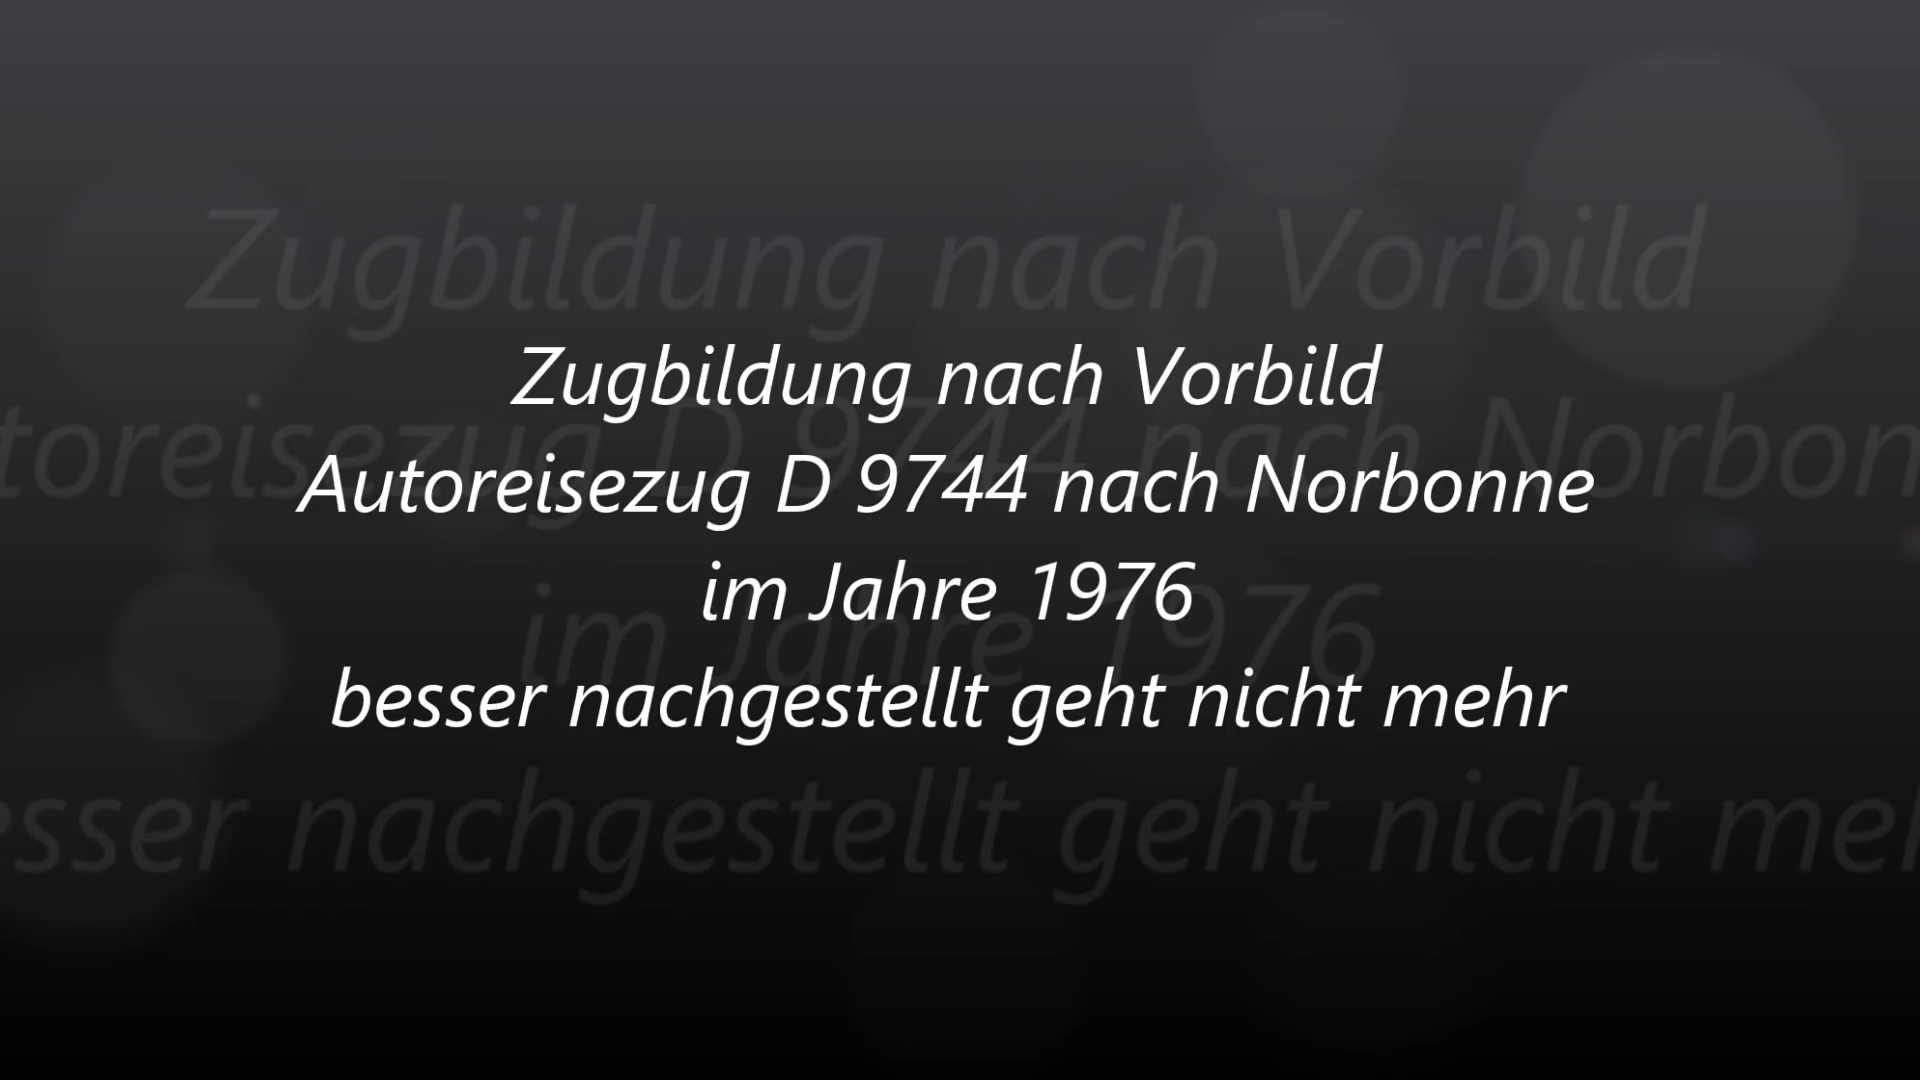 Zugbildung nach Vorbild
Autoreisezug D 9744 nach Norbonne
im Jahre 1976
besser nachgestellt geht nicht mehr